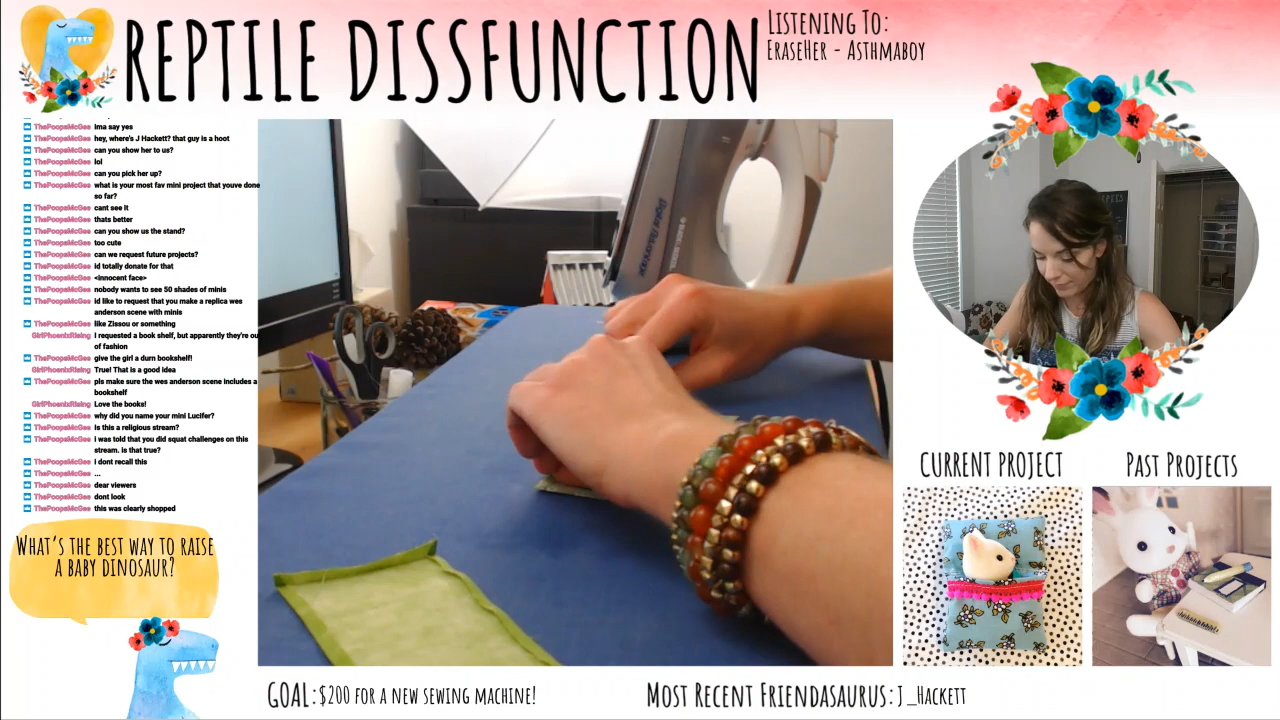 REPTILE DISSFUNCTION
Listening To:
EraseHer - Asthmaboy
ThePoopsMcGee Ima say yes
ThePoopsMcGee hey, where's J Hackett? that guy is a hoot
ThePoopsMcGee can you show her to us?
ThePoopsMcGee lol
ThePoopsMcGee can you pick her up?
ThePoopsMcGee what is your most fav mini project that youve done
so far?
ThePoopsMcGee cant see it
ThePoopsMcGee thats better
ThePoopsMcGee can you show us the stand?
ThePoopsMcGee too cute
ThePoopsMcGee can we request future projects?
ThePoopsMcGee id totally donate for that
ThePoopsMcGee <innocent face>
ThePoopsMcGee nobody wants to see 50 shades of minis
ThePoopsMcGee id like to request that you make a replica wes
anderson scene with minis
ThePoopsMcGee like Zissou or something
GirlPhoenixRising I requested a book shelf, but apparently they're ou
of fashion
ThePoopsMcGee give the girl a durn bookshelf!
GirlPhoenixRising True! That is a good idea
ThePoopsMcGee pls make sure the wes anderson scene includes a
bookshelf
GirlPhoenixRising Love the books!
ThePoopsMcGee why did you name your mini Lucifer?
ThePoopsMcGee Is this a religious stream?
ThePoopsMcGee i was told that you did squat challenges on this
stream. is that true?
ThePoopsMcGee i dont recall this
ThePoopsMcGee ...
ThePoopsMcGee dear viewers
ThePoopsMcGee dont look
ThePoopsMcGee this was clearly shopped
What's the best way to raise
a baby dinosaur?
Current Project
Past Projects
GOAL: $200 for a new sewing machine!
Most Recent Friendasaurus: J_Hackett